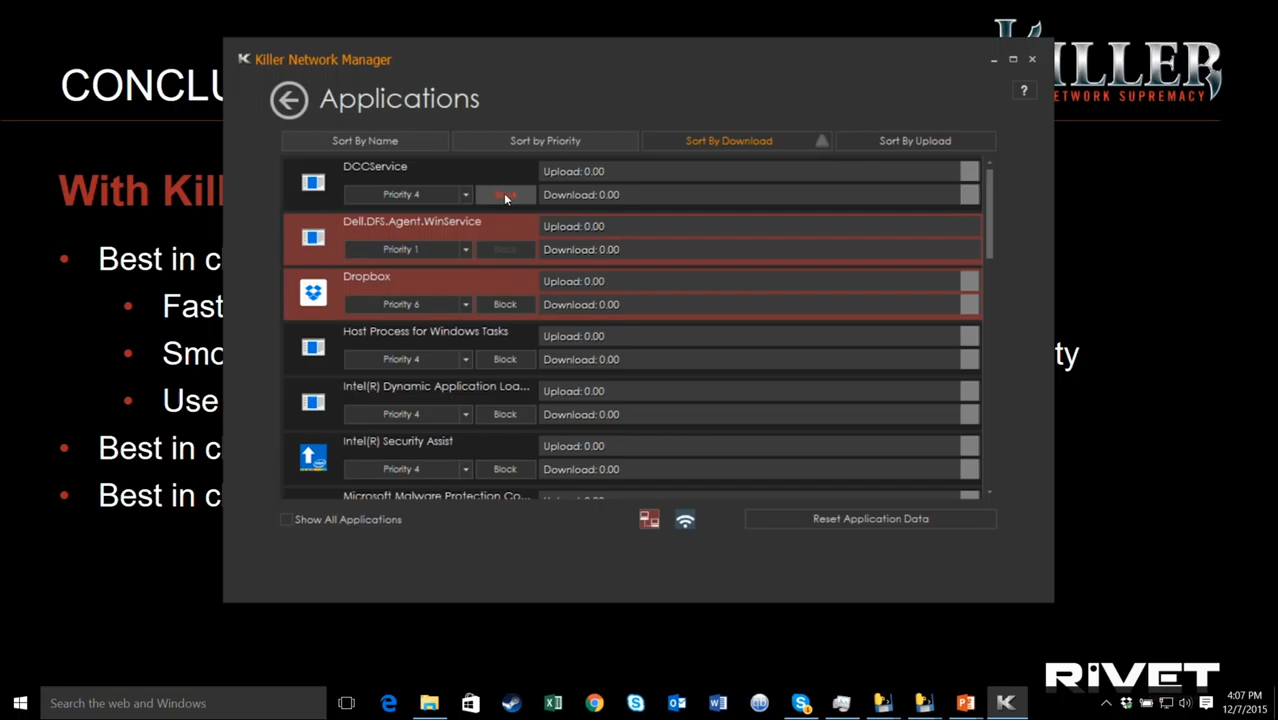 CONCLU
KILLER
NETWORK SUPREMACY
With Kil
Best in c
Fast
Smo
ty
Use
Best in c
Best in c
Killer Network Manager
Applications
?
Sort By Name
Sort by Priority
Sort By Download
Sort By Upload
DCCService
Upload: 0.00
Priority 4
Download: 0.00
Dell.DFS.Agent.WinService
Upload: 0.00
Priority 1
Block
Download: 0.00
Dropbox
Upload: 0.00
Priority 6
Block
Download: 0.00
Host Process for Windows Tasks
Upload: 0.00
Priority 4
Block
Download: 0.00
Intel(R) Dynamic Application Loa...
Upload: 0.00
Priority 4
Block
Download: 0.00
Intel(R) Security Assist
Upload: 0.00
Priority 4
Block
Download: 0.00
Microsoft Malware Protection Co...
Show All Applications
Reset Application Data
RIVET
Search the web and Windows
4:07 PM
12/7/2015